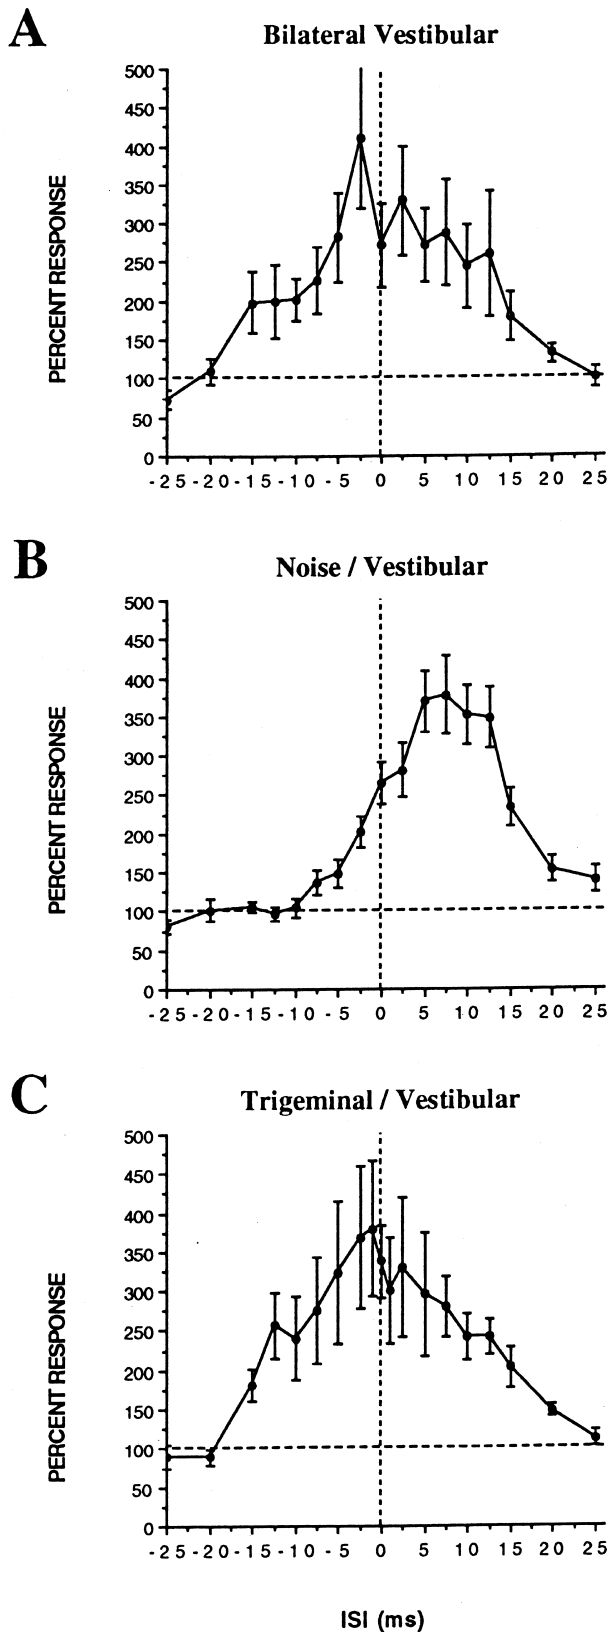 A
Bilateral Vestibular
PERCENT RESPONSE
500
450
400
350
300
250
200
150
100
50
0
-25 -20 -15 -10 -5 0 5 10 15 20 25
B
Noise / Vestibular
PERCENT RESPONSE
500
450
400
350
300
250
200
150
100
50
0
-25 -20 -15 -10 -5 0 5 10 15 20 25
C
Trigeminal / Vestibular
PERCENT RESPONSE
500
450
400
350
300
250
200
150
100
50
0
-25 -20 -15 -10 -5 0 5 10 15 20 25
ISI (ms)